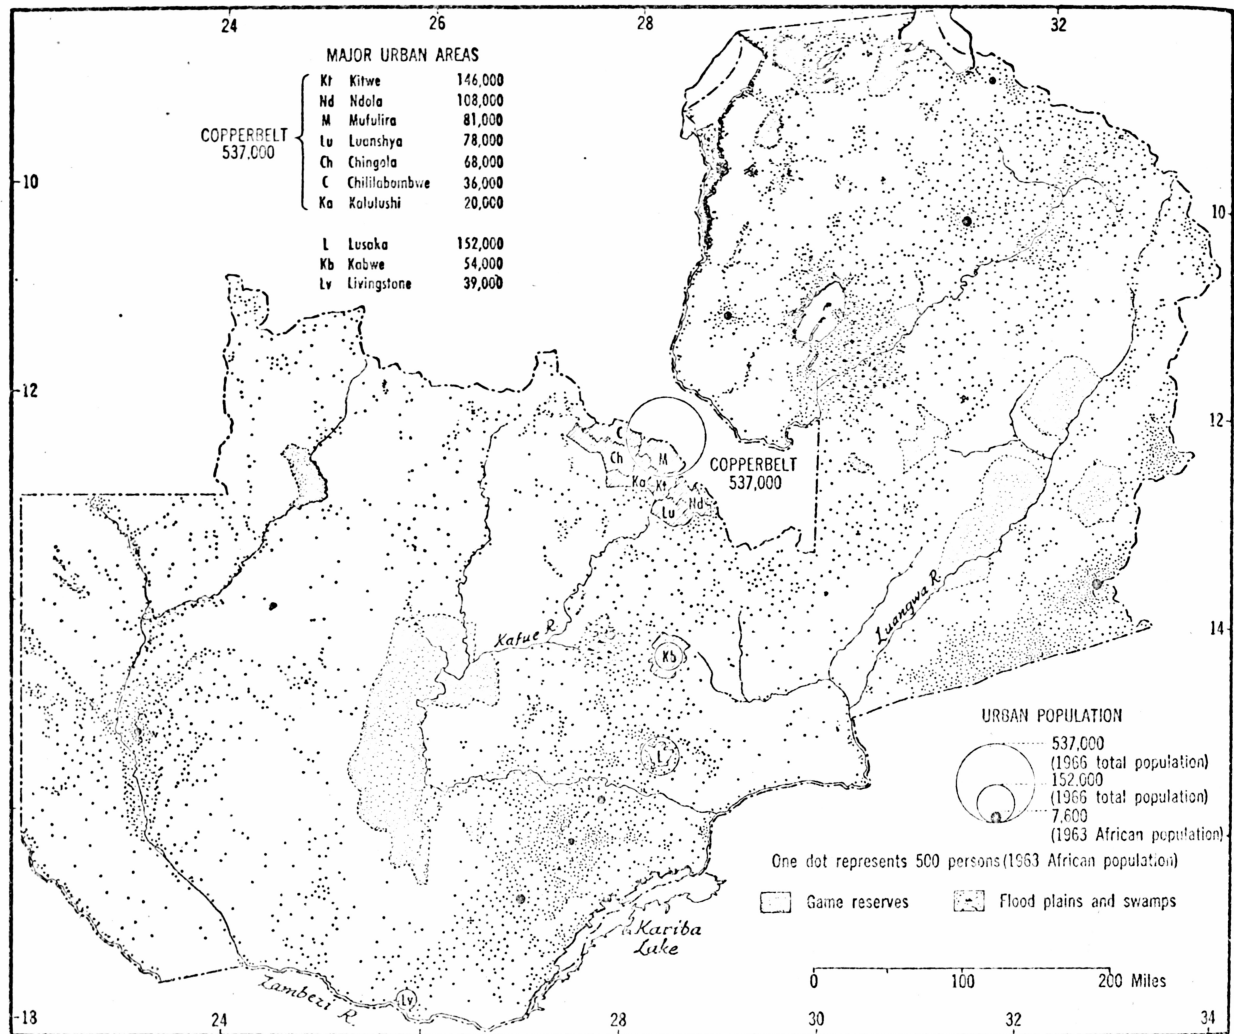 24 26 28 32
MAJOR URBAN AREAS
Kt Kitwe 146,000
Nd Ndola 108,000
M Mufulira 81,000
Lu Luanshya 78,000
Ch Chingola 68,000
C Chililabombwe 36,000
Ka Kalulushi 20,000
COPPERBELT
537,000
L Lusaka 152,000
Kb Kabwe 54,000
Lv Livingstone 39,000
10 10
12 12
C
Ch M
COPPERBELT
537,000
Ka Kt
Lu Nd
Luangwa R.
14
Kafue R.
Kb
L
URBAN POPULATION
537,000
(1966 total population)
152,000
(1966 total population)
7,600
(1963 African population)
One dot represents 500 persons (1963 African population)
Game reserves Flood plains and swamps
Kariba
Lake
0 100 200 Miles
Zambezi R.
Lv
18 24 26 28 30 32 34